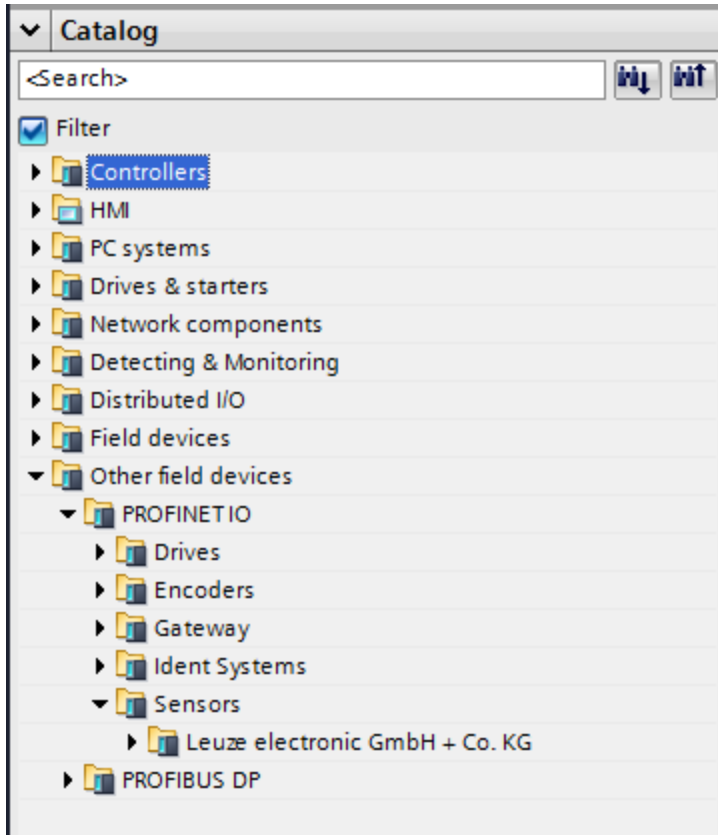 Catalog
<Search>
Filter
Controllers
HMI
PC systems
Drives & starters
Network components
Detecting & Monitoring
Distributed I/O
Field devices
Other field devices
PROFINET IO
Drives
Encoders
Gateway
Ident Systems
Sensors
Leuze electronic GmbH + Co. KG
PROFIBUS DP